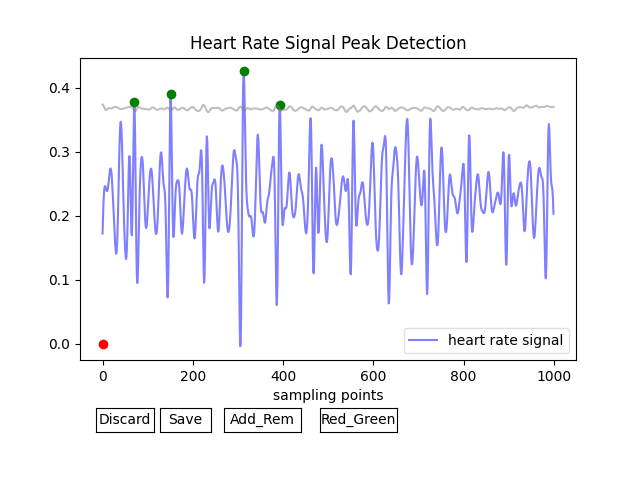 Heart Rate Signal Peak Detection
0.4
0.3
0.2
0.1
0.0
heart rate signal
0 200 400 600 800 1000
sampling points
Discard Save Add_Rem Red_Green